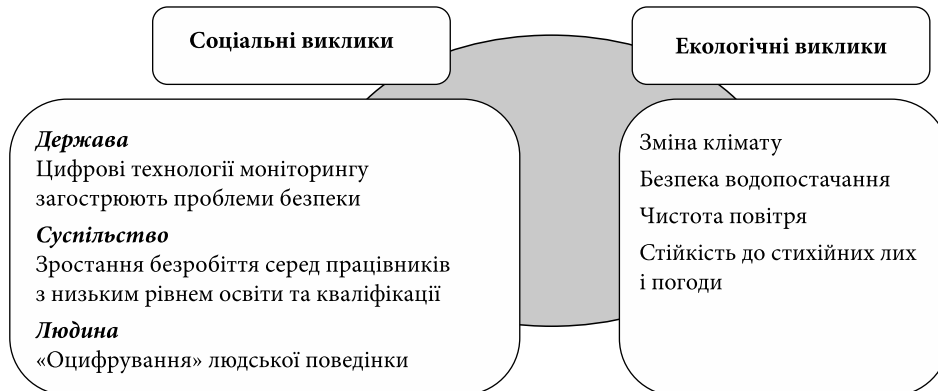 Соціальні виклики
Держава
Цифрові технології моніторингу
загострюють проблеми безпеки
Суспільство
Зростання безробіття серед працівників
з низьким рівнем освіти та кваліфікації
Людина
«Оцифрування» людської поведінки
Екологічні виклики
Зміна клімату
Безпека водопостачання
Чистота повітря
Стійкість до стихійних лих
і погоди